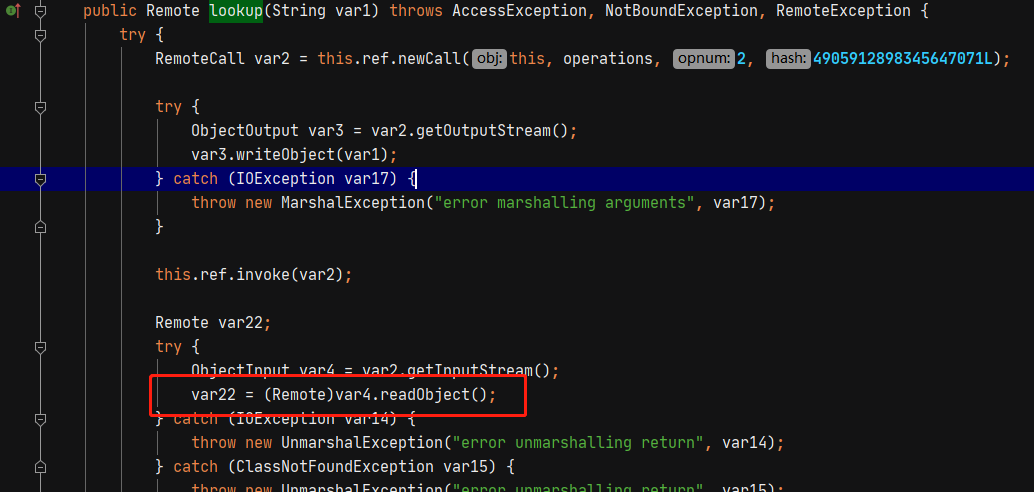 public Remote lookup(String var1) throws AccessException, NotBoundException, RemoteException {
try {
RemoteCall var2 = this.ref.newCall( obj: this, operations, opnum: 2, hash: 4905912898345647071L);
try {
ObjectOutput var3 = var2.getOutputStream();
var3.writeObject(var1);
} catch (IOException var17) {
throw new MarshalException("error marshalling arguments", var17);
}
this.ref.invoke(var2);
Remote var22;
try {
ObjectInput var4 = var2.getInputStream();
var22 = (Remote)var4.readObject();
} catch (IOException var14) {
throw new UnmarshalException("error unmarshalling return", var14);
} catch (ClassNotFoundException var15) {
throw new UnmarshalException("error unmarshalling return", var15);